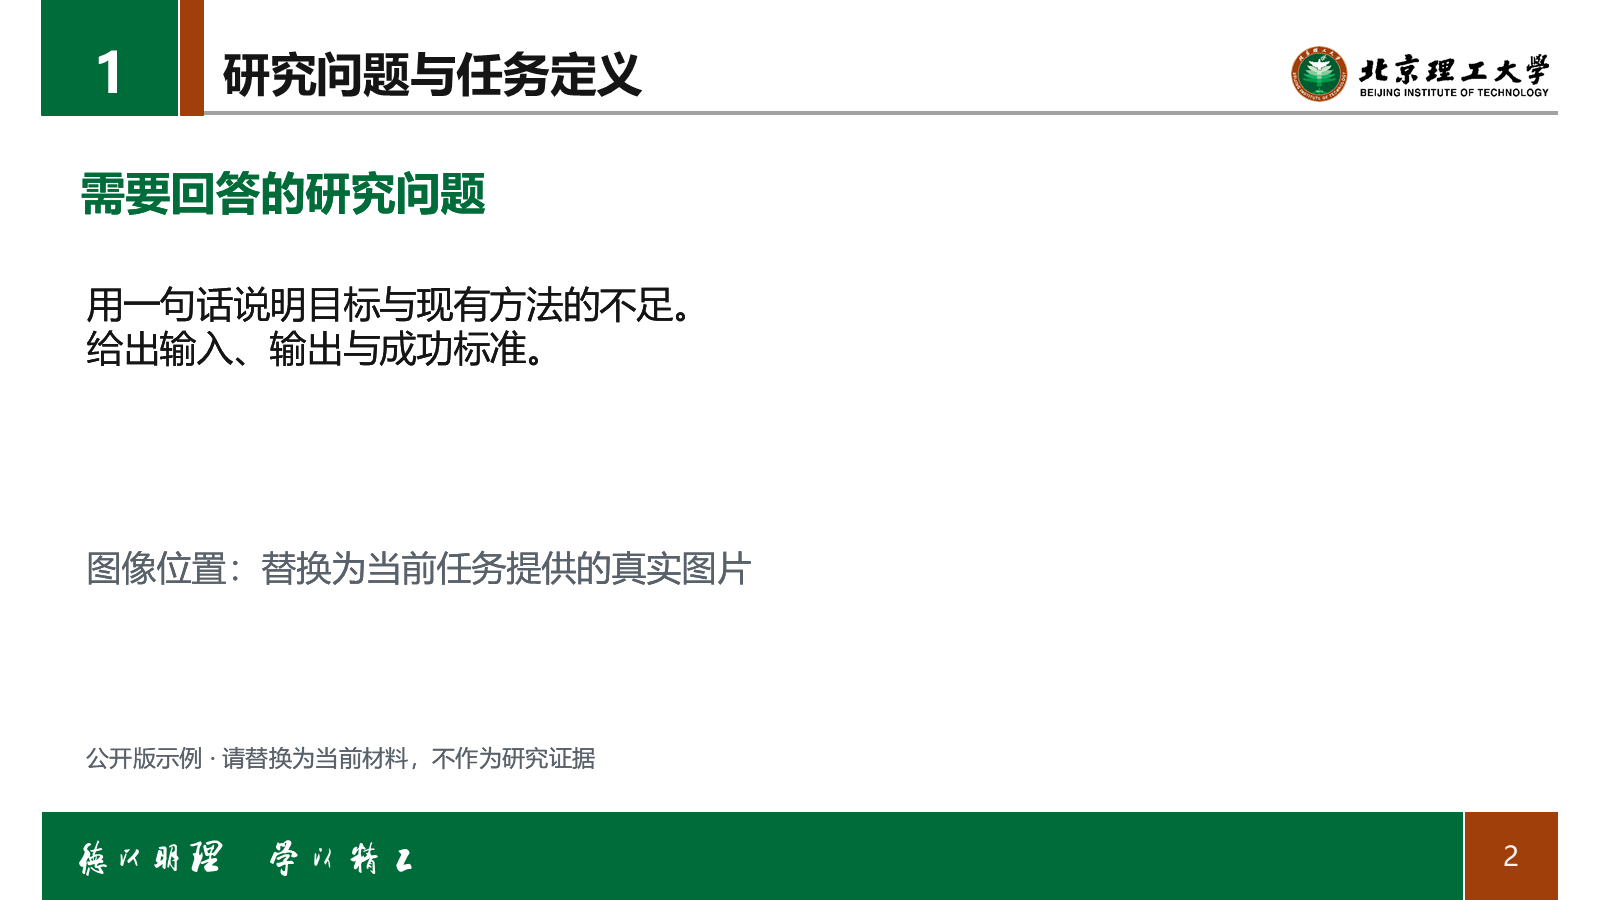 1
研究问题与任务定义
北京理工大学
BEIJING INSTITUTE OF TECHNOLOGY
需要回答的研究问题
用一句话说明目标与现有方法的不足。
给出输入、输出与成功标准。
图像位置：替换为当前任务提供的真实图片
公开版示例 · 请替换为当前材料，不作为研究证据
德以明理 学以精工
2